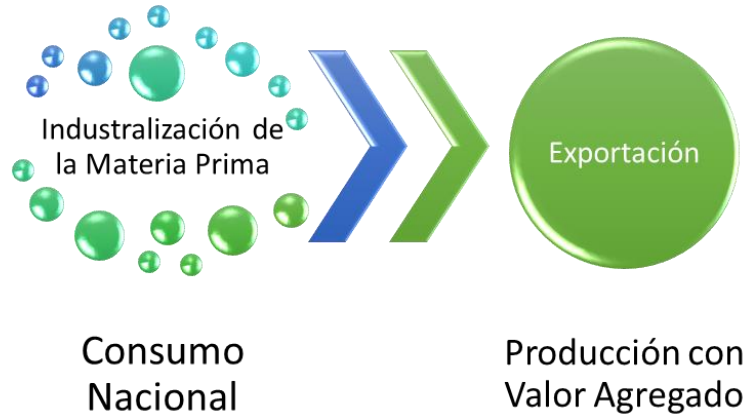 Industralización de
la Materia Prima
Exportación
Consumo
Nacional
Producción con
Valor Agregado